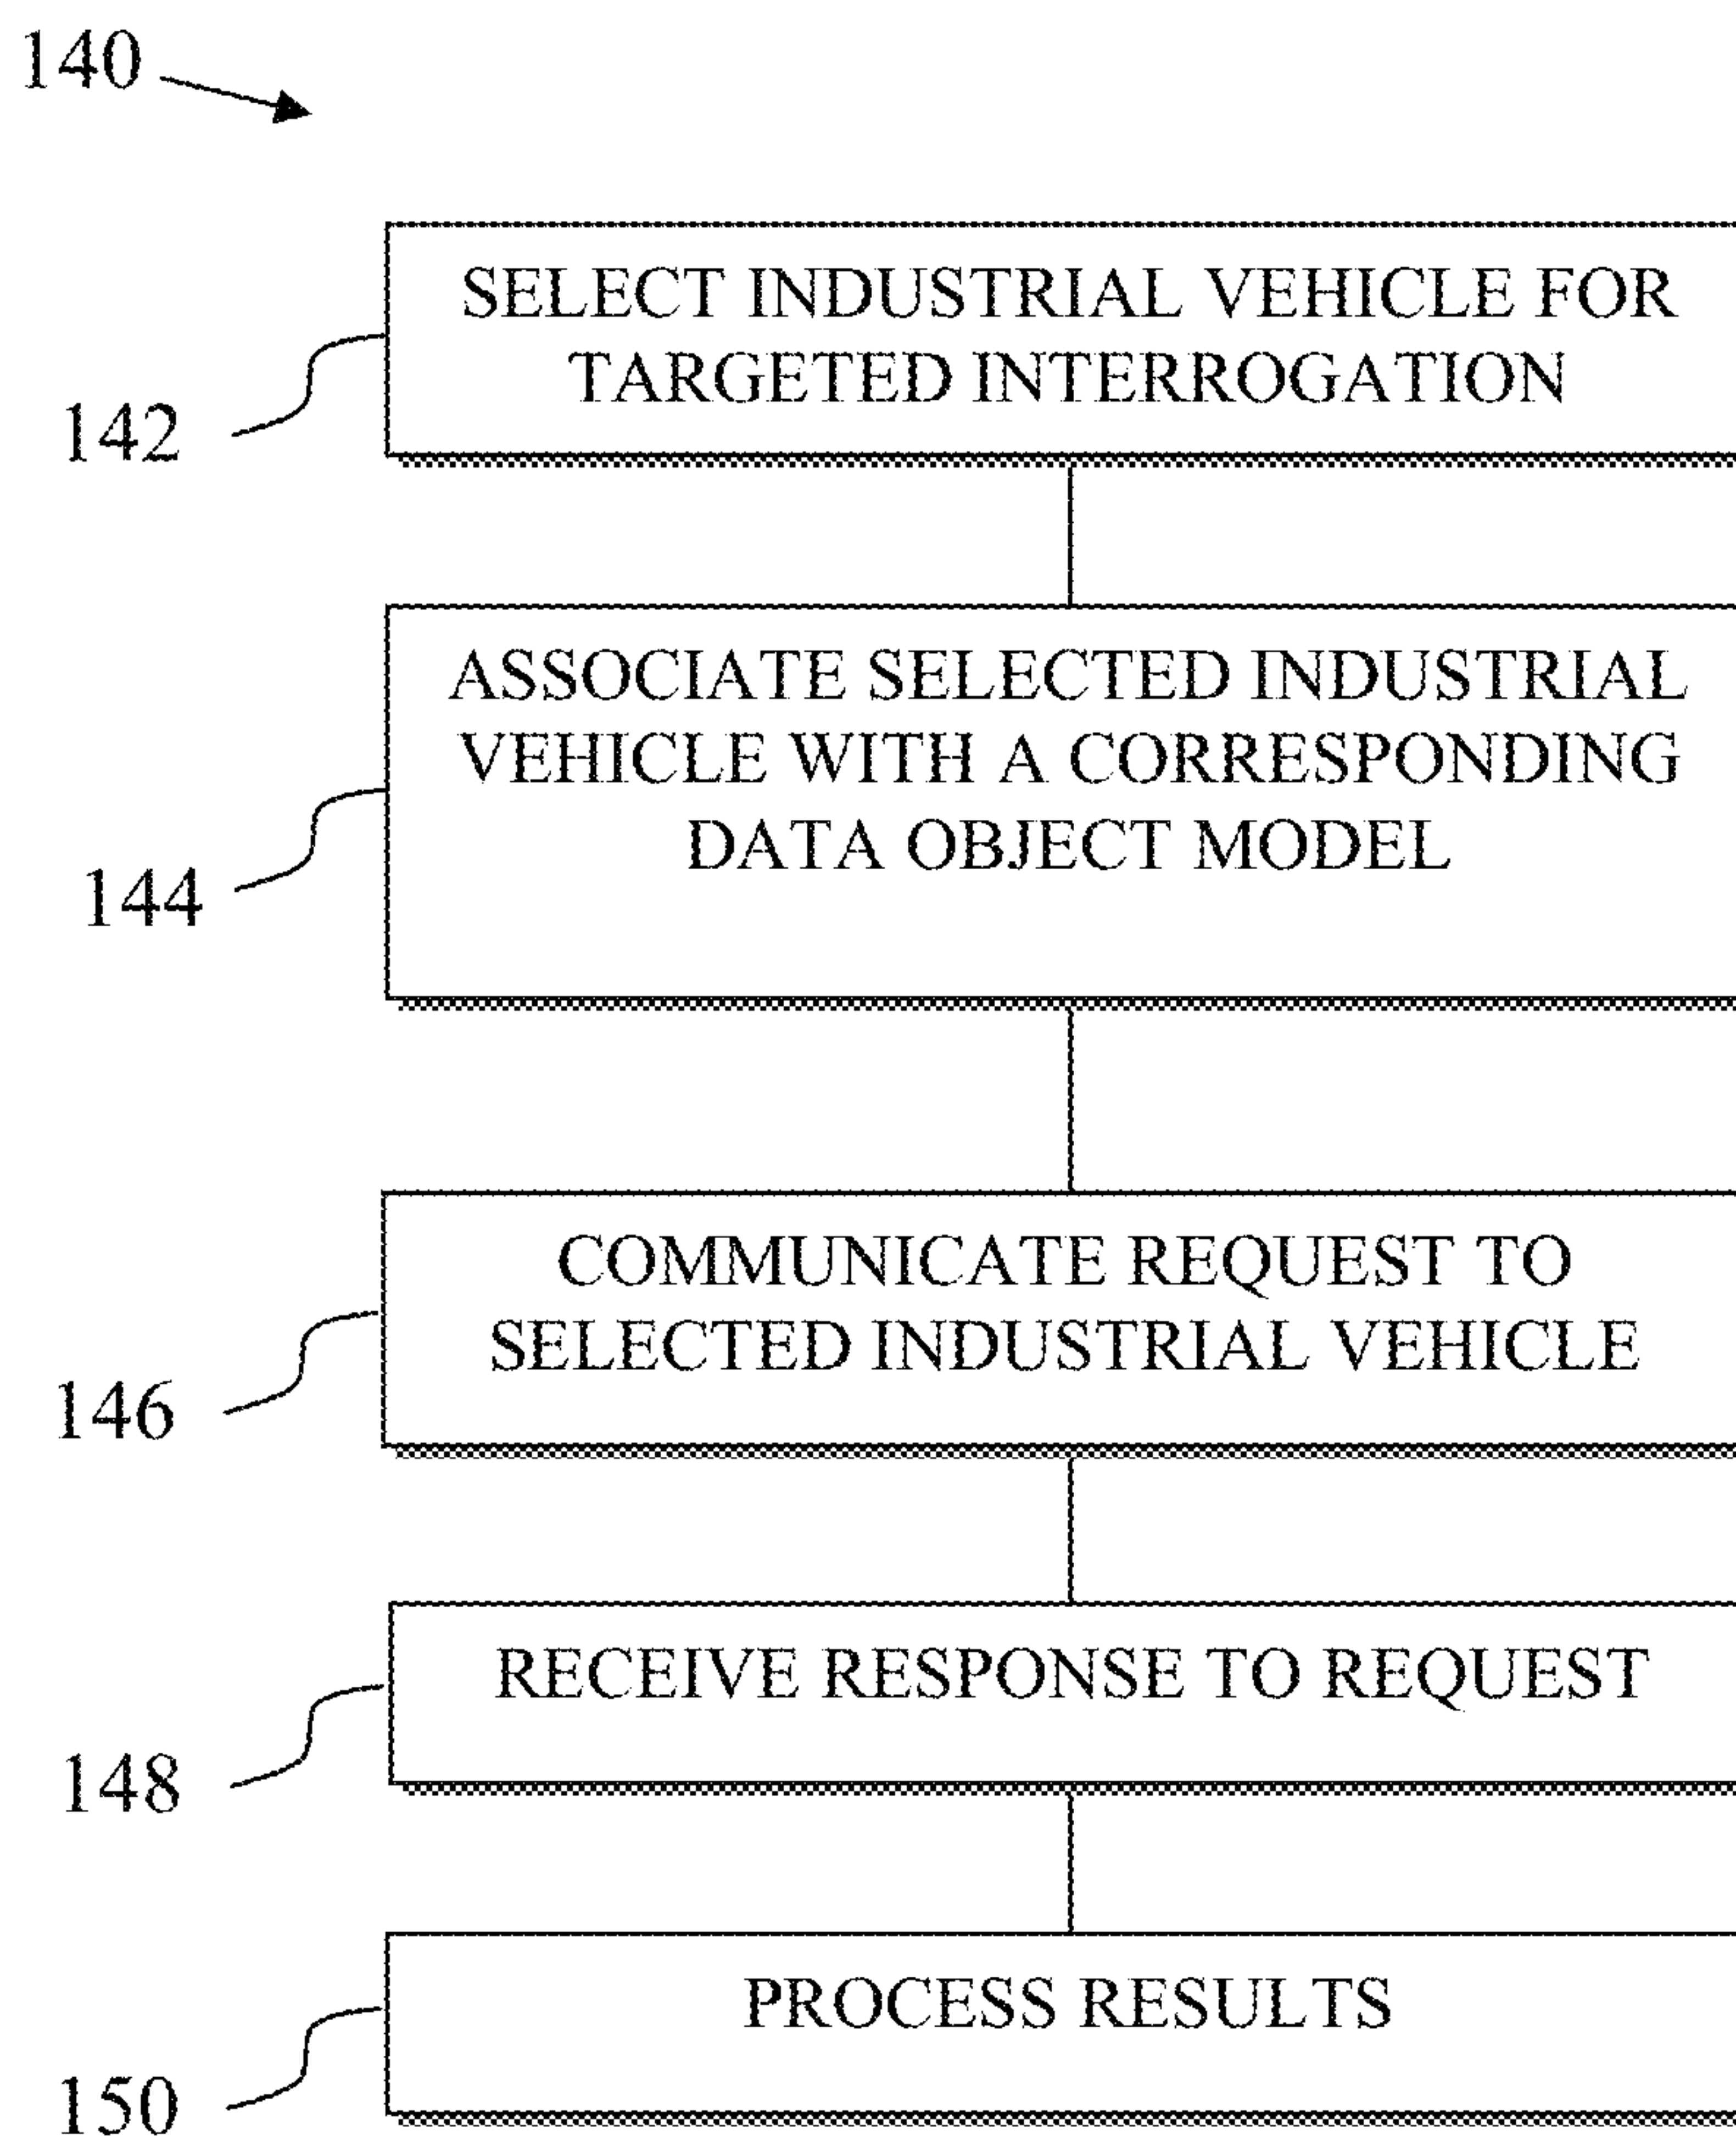 140
SELECT INDUSTRIAL VEHICLE FOR
TARGETED INTERROGATION
142
ASSOCIATE SELECTED INDUSTRIAL
VEHICLE WITH A CORRESPONDING
DATA OBJECT MODEL
144
COMMUNICATE REQUEST TO
SELECTED INDUSTRIAL VEHICLE
146
RECEIVE RESPONSE TO REQUEST
148
PROCESS RESULTS
150